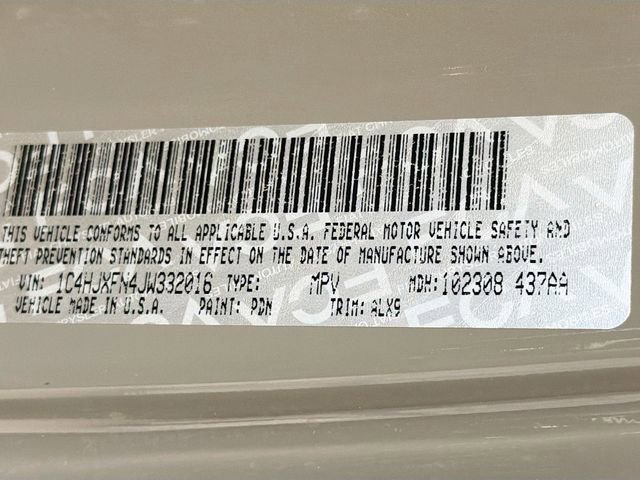 THIS VEHICLE CONFORMS TO ALL APPLICABLE U.S.A. FEDERAL MOTOR VEHICLE SAFETY AND
THEFT PREVENTION STANDARDS IN EFFECT ON THE DATE OF MANUFACTURE SHOWN ABOVE.
VIN: 1C4HJXFN4JW332016 TYPE: MPV MDH: 102308 437AA
VEHICLE MADE IN U.S.A. PAINT: PDN TRIM: ALX9